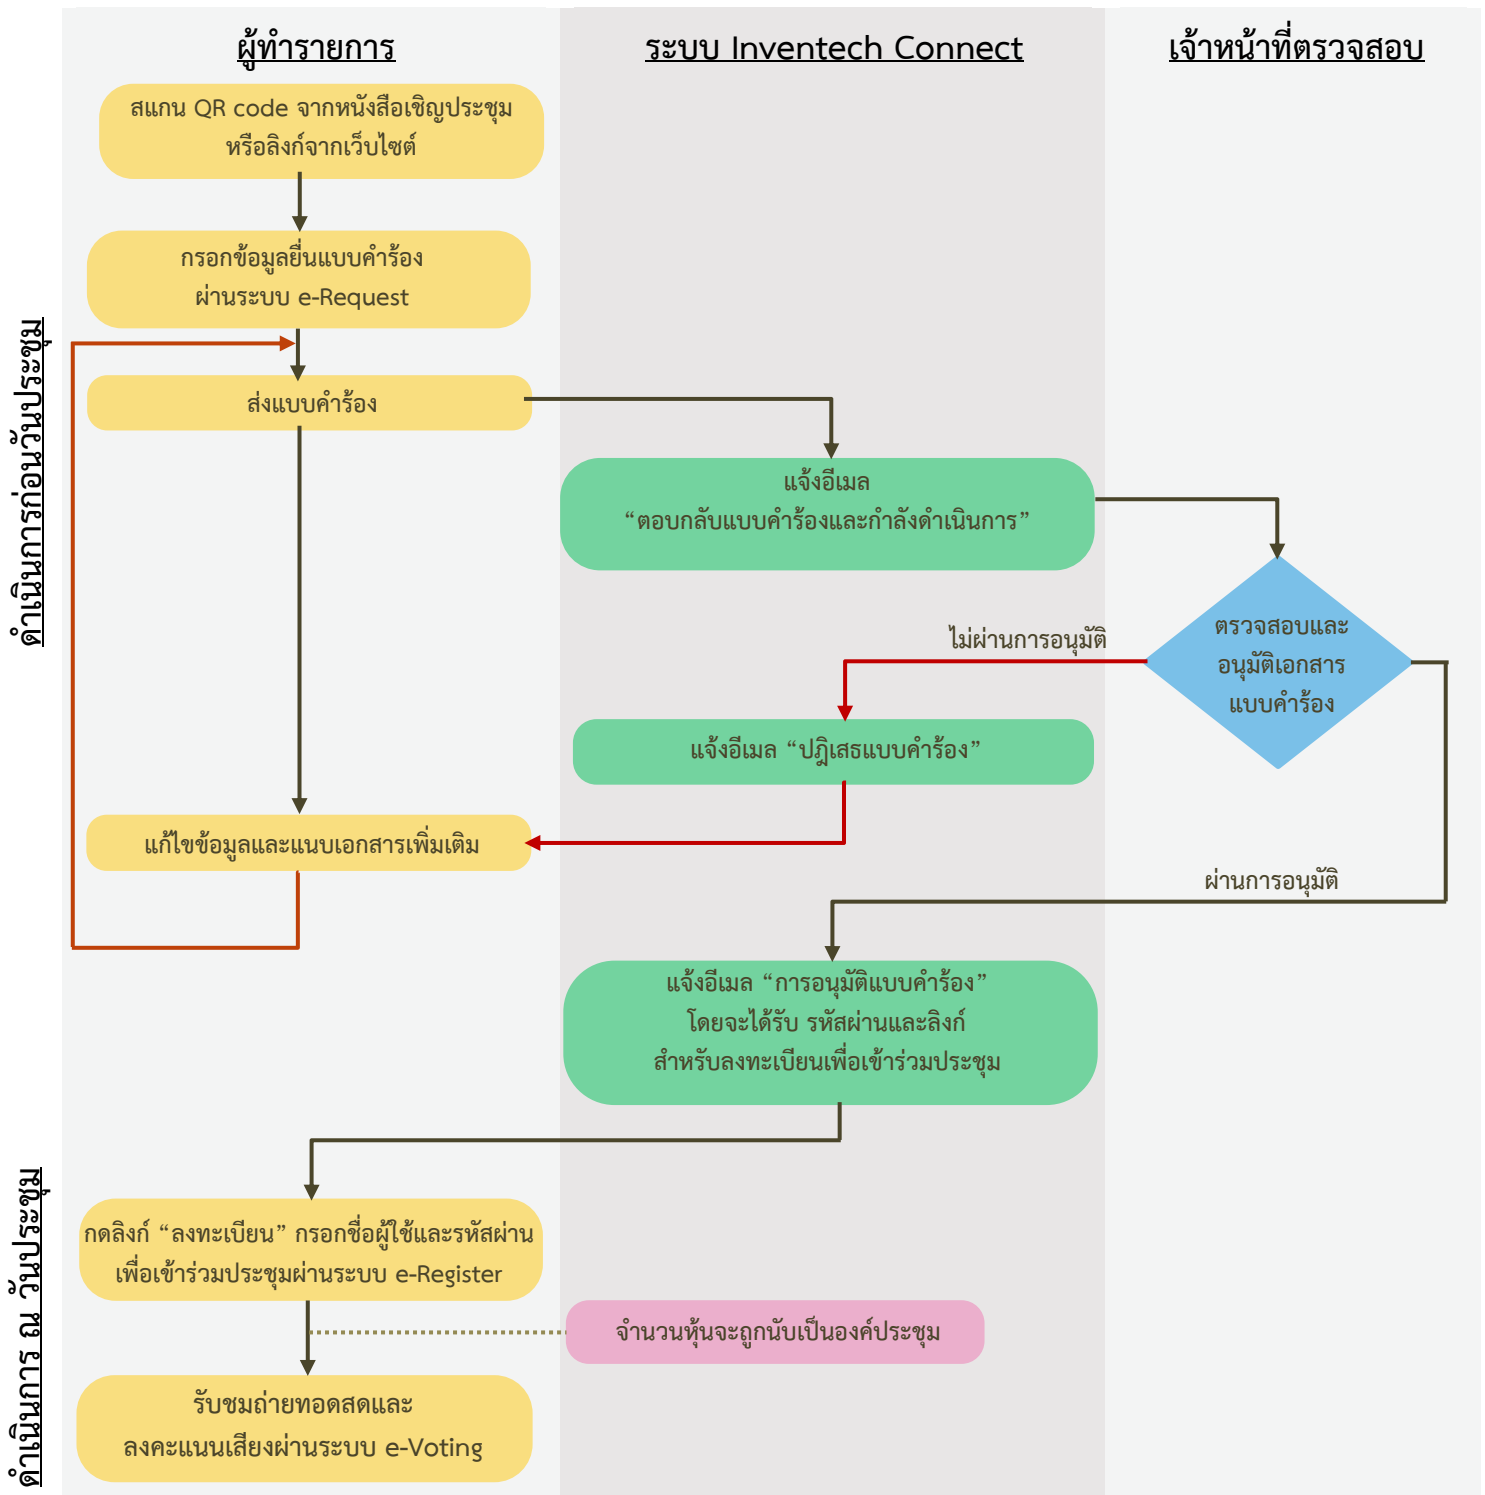 ผู้ทำรายการ
ระบบ Inventech Connect
เจ้าหน้าที่ตรวจสอบ
ดำเนินการก่อนวันประชุม
สแกน QR code จากหนังสือเชิญประชุม
หรือลิงก์จากเว็บไซต์
กรอกข้อมูลยื่นแบบคำร้อง
ผ่านระบบ e-Request
ส่งแบบคำร้อง
แจ้งอีเมล
“ตอบกลับแบบคำร้องและกำลังดำเนินการ”
ตรวจสอบและ
อนุมัติเอกสาร
แบบคำร้อง
ไม่ผ่านการอนุมัติ
แจ้งอีเมล “ปฎิเสธแบบคำร้อง”
แก้ไขข้อมูลและแนบเอกสารเพิ่มเติม
ผ่านการอนุมัติ
แจ้งอีเมล “การอนุมัติแบบคำร้อง”
โดยจะได้รับ รหัสผ่านและลิงก์
สำหรับลงทะเบียนเพื่อเข้าร่วมประชุม
ดำเนินการ ณ วันประชุม
กดลิงก์ “ลงทะเบียน” กรอกชื่อผู้ใช้และรหัสผ่าน
เพื่อเข้าร่วมประชุมผ่านระบบ e-Register
จำนวนหุ้นจะถูกนับเป็นองค์ประชุม
รับชมถ่ายทอดสดและ
ลงคะแนนเสียงผ่านระบบ e-Voting